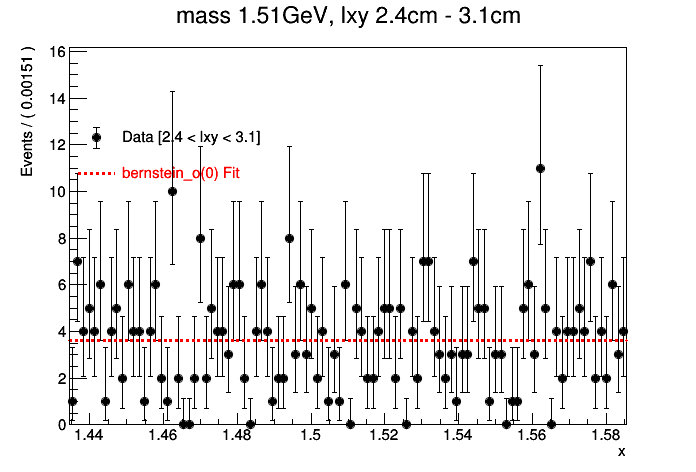 mass 1.51GeV, lxy 2.4cm - 3.1cm
Events / ( 0.00151 )
16
14
12
10
8
6
4
2
0
Data [2.4 < lxy < 3.1]
bernstein_o(0) Fit
1.44 1.46 1.48 1.5 1.52 1.54 1.56 1.58
x